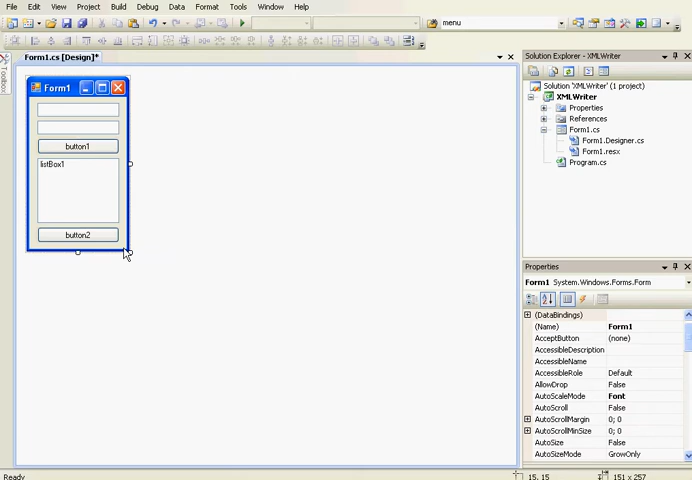 File Edit View Project Build Debug Data Format Tools Window Help
menu
Form1.cs [Design]*
Toolbox
Form1
button1
listBox1
button2
Solution Explorer - XMLWriter
Solution 'XMLWriter' (1 project)
XMLWriter
Properties
References
Form1.cs
Form1.Designer.cs
Form1.resx
Program.cs
Properties
Form1 System.Windows.Forms.Form
(DataBindings)
(Name) Form1
AcceptButton (none)
AccessibleDescription
AccessibleName
AccessibleRole Default
AllowDrop False
AutoScaleMode Font
AutoScroll False
AutoScrollMargin 0; 0
AutoScrollMinSize 0; 0
AutoSize False
AutoSizeMode GrowOnly
Ready 15, 15 151 x 257